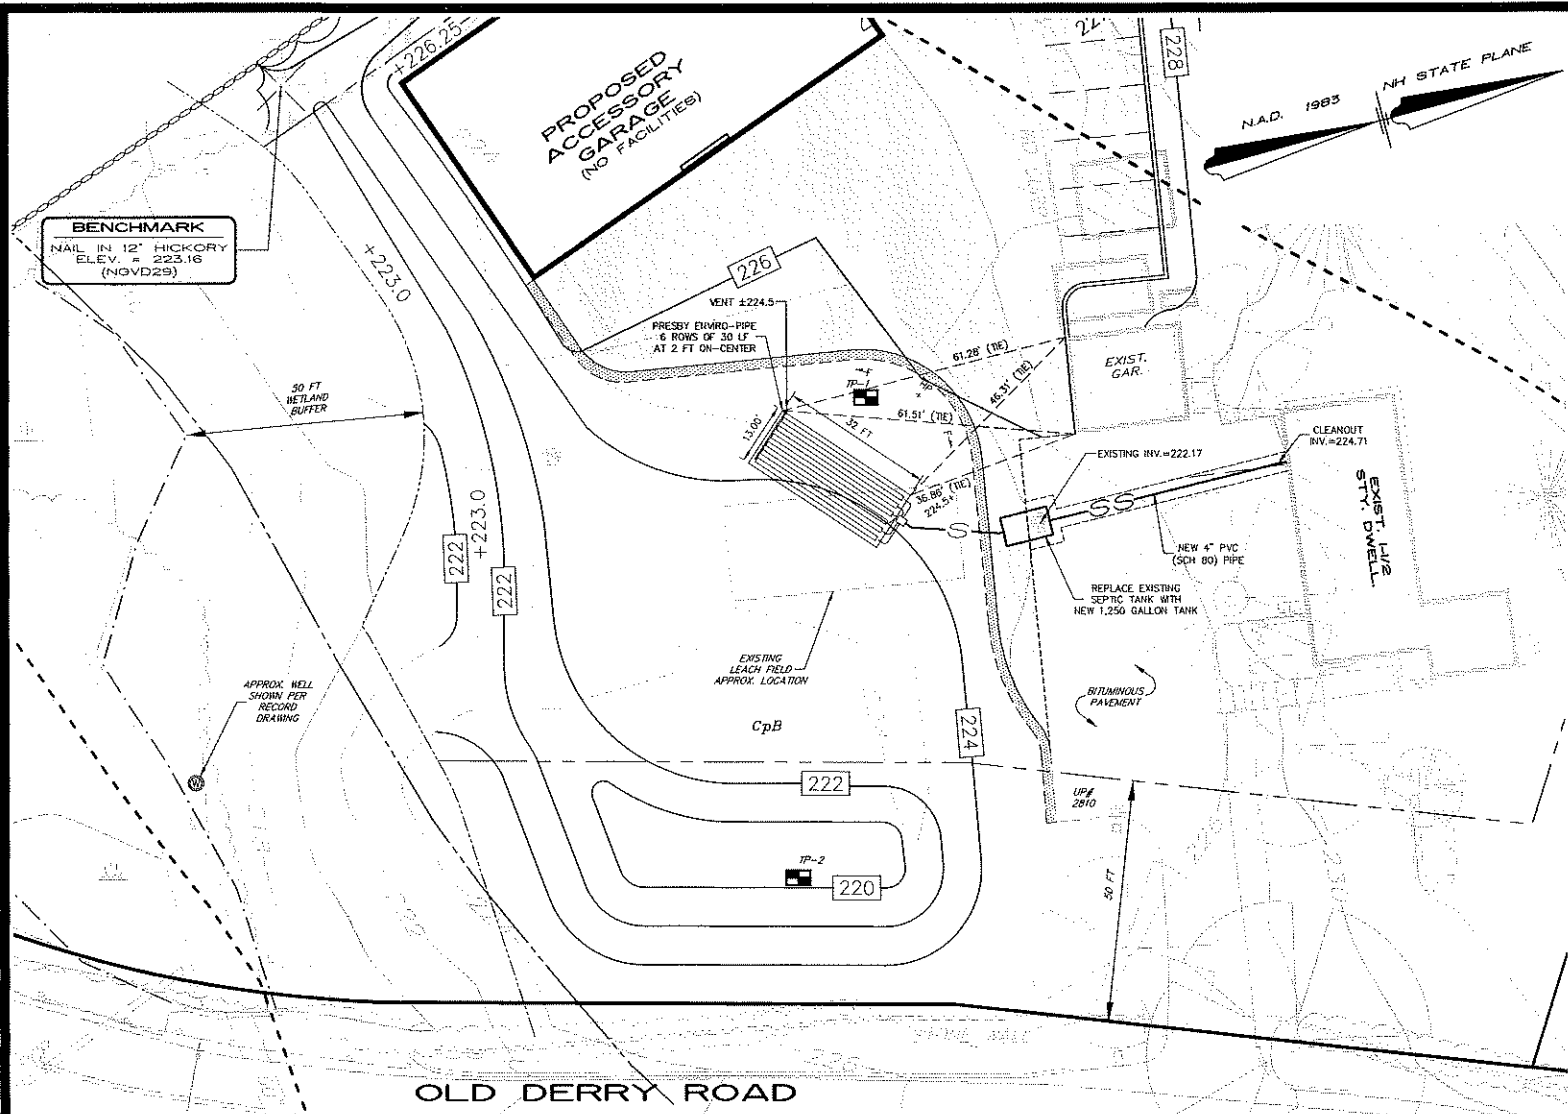 +226.25
PROPOSED
ACCESSORY
GARAGE
(NO FACILITIES)
228
N.A.D. 1983
NH STATE PLANE
BENCHMARK
NAIL IN 12" HICKORY
ELEV. = 223.16
(NGVD29)
+223.0
226
VENT ±224.5
PRESBY ENVIRO-PIPE
6 ROWS OF 30 LF
AT 2 FT ON-CENTER
61.28' (TIE)
46.31' (TIE)
EXIST.
GAR.
TP-1
61.51' (TIE)
13.00'
32 FT
50 FT
WETLAND
BUFFER
CLEANOUT
INV.=224.71
EXISTING INV.=222.17
36.86' (TIE)
S
SS
EXIST. 1-1/2
STY. DWELL.
NEW 4" PVC
(SCH 80) PIPE
REPLACE EXISTING
SEPTIC TANK WITH
NEW 1,250 GALLON TANK
222
+223.0
222
EXISTING
LEACH FIELD
APPROX. LOCATION
APPROX. WELL
SHOWN PER
RECORD
DRAWING
W
CpB
224
BITUMINOUS
PAVEMENT
222
UP#
2810
TP-2
220
50 FT
OLD DERRY ROAD